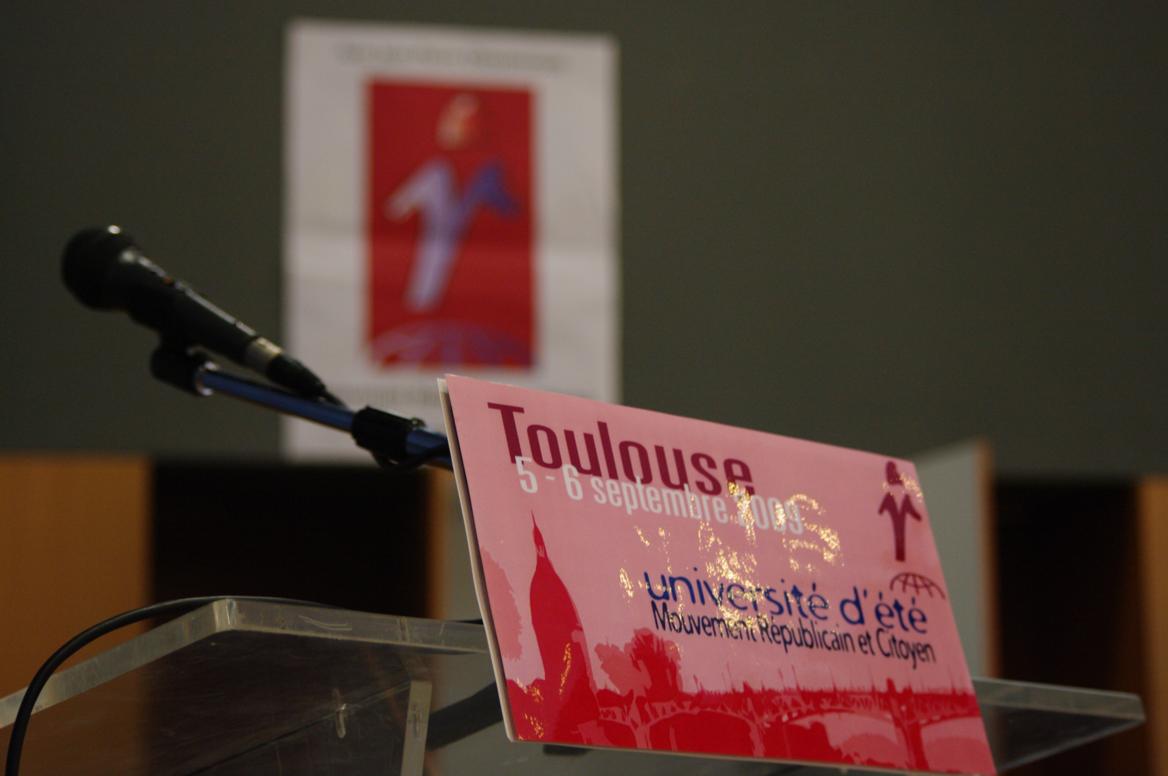 Toulouse
5 - 6 septembre 2009
université d'été
Mouvement Républicain et Citoyen